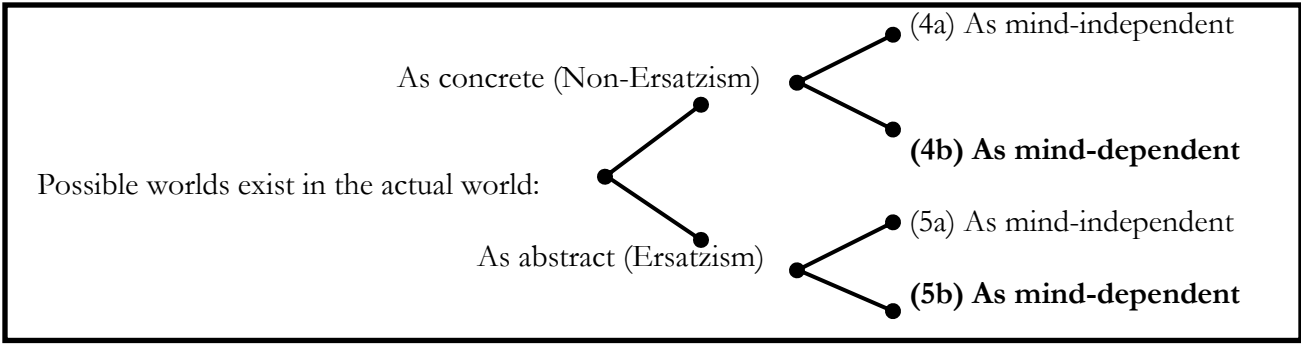 (4a) As mind-independent
As concrete (Non-Ersatzism)
(4b) As mind-dependent
Possible worlds exist in the actual world:
(5a) As mind-independent
As abstract (Ersatzism)
(5b) As mind-dependent